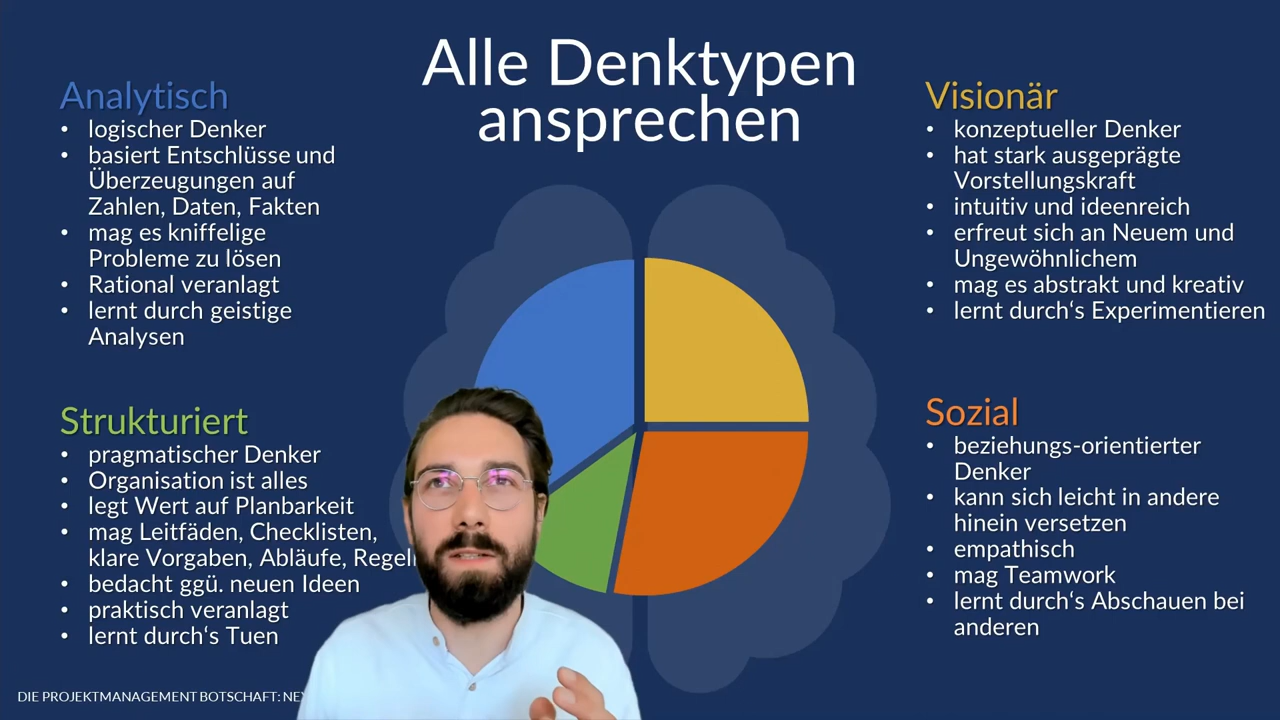 Alle Denktypen
ansprechen
Analytisch
• logischer Denker
• basiert Entschlüsse und
Überzeugungen auf
Zahlen, Daten, Fakten
• mag es kniffelige
Probleme zu lösen
• Rational veranlagt
• lernt durch geistige
Analysen
Strukturiert
• pragmatischer Denker
• Organisation ist alles
• legt Wert auf Planbarkeit
• mag Leitfäden, Checklisten,
klare Vorgaben, Abläufe,
• bedacht ggü. neuen Ideen
• praktisch veranlagt
• lernt durch‘s Tuen
Visionär
• konzeptueller Denker
• hat stark ausgeprägte
Vorstellungskraft
• intuitiv und ideenreich
• erfreut sich an Neuem und
Ungewöhnlichem
• mag es abstrakt und kreativ
• lernt durch‘s Experimentieren
Sozial
• beziehungs-orientierter
Denker
• kann sich leicht in andere
hinein versetzen
• empathisch
• mag Teamwork
• lernt durch‘s Abschauen bei
anderen
DIE PROJEKTMANAGEMENT BOTSCHAFT: